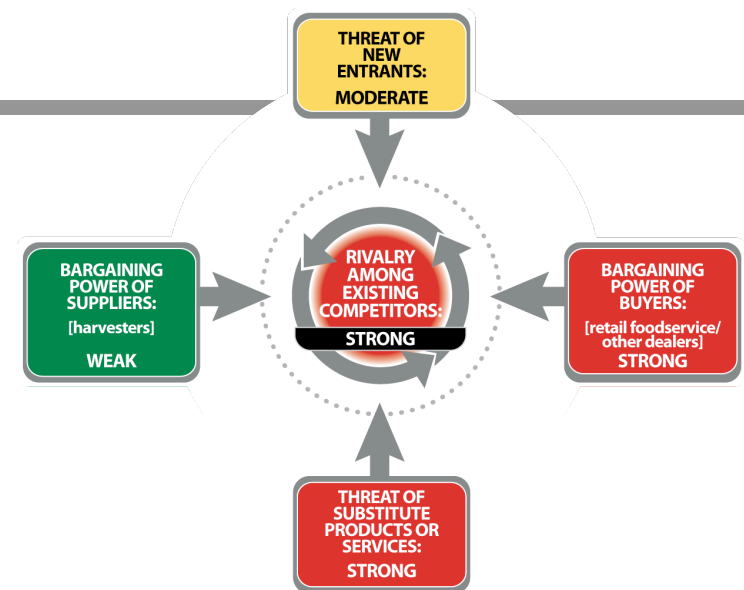 THREAT OF
NEW
ENTRANTS:
MODERATE
BARGAINING
POWER OF
SUPPLIERS:
[harvesters]
WEAK
RIVALRY
AMONG
EXISTING
COMPETITORS:
STRONG
BARGAINING
POWER OF
BUYERS:
[retail foodservice/
other dealers]
STRONG
THREAT OF
SUBSTITUTE
PRODUCTS OR
SERVICES:
STRONG